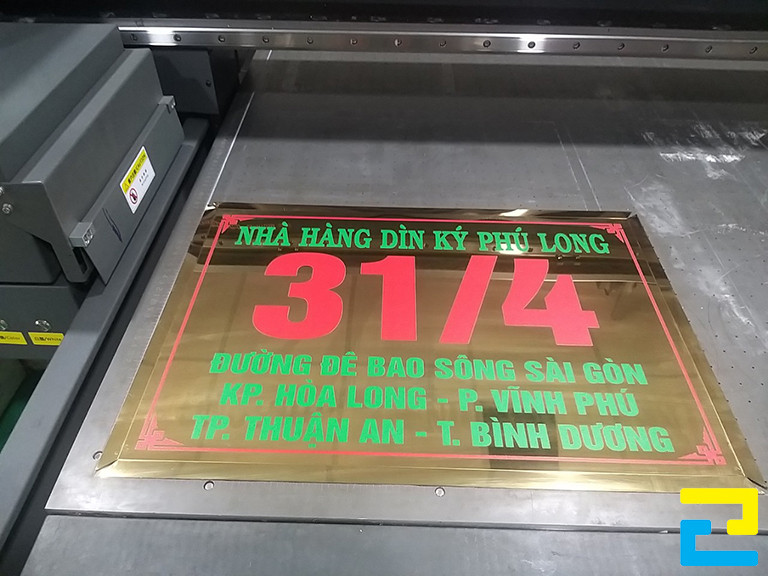 NHÀ HÀNG DÌN KÝ PHÚ LONG
31/4
ĐƯỜNG ĐÊ BAO SÔNG SÀI GÒN
KP. HÒA LONG - P. VĨNH PHÚ
TP. THUẬN AN - T. BÌNH DƯƠNG